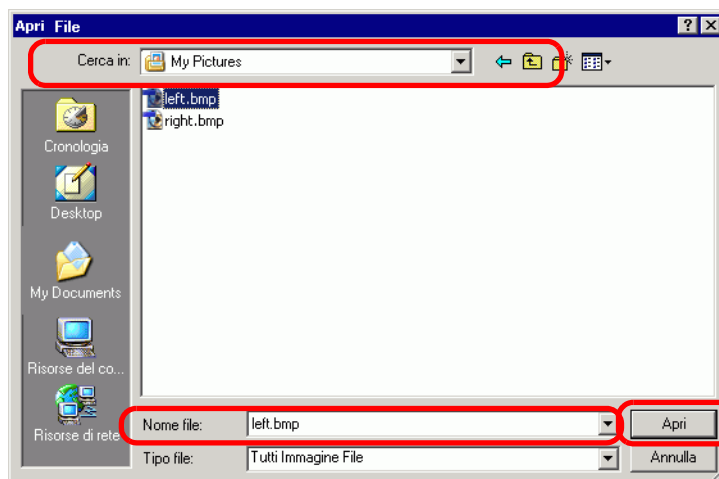 Apri File
Cerca in: My Pictures
left.bmp
right.bmp
Cronologia
Desktop
My Documents
Risorse del co...
Risorse di rete
Nome file: left.bmp Apri
Tipo file: Tutti Immagine File Annulla